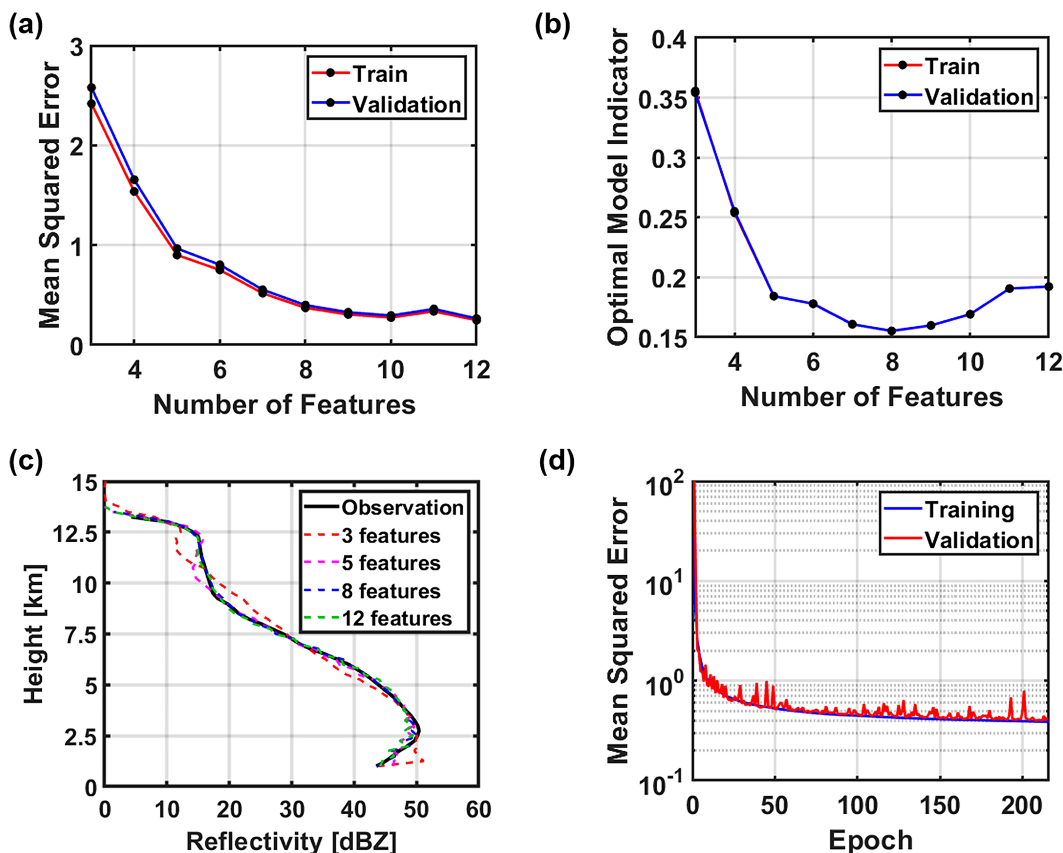 (a)
3
2
1
0
Mean Squared Error
Train
Validation
4
6
8
10
12
Number of Features
(b)
0.4
0.35
0.3
0.25
0.2
0.15
Optimal Model Indicator
Train
Validation
4
6
8
10
12
Number of Features
(c)
15
12.5
10
7.5
5
2.5
0
Height [km]
Observation
3 features
5 features
8 features
12 features
0
10
20
30
40
50
60
Reflectivity [dBZ]
(d)
10²
10¹
10⁰
10⁻¹
Mean Squared Error
Training
Validation
0
50
100
150
200
Epoch